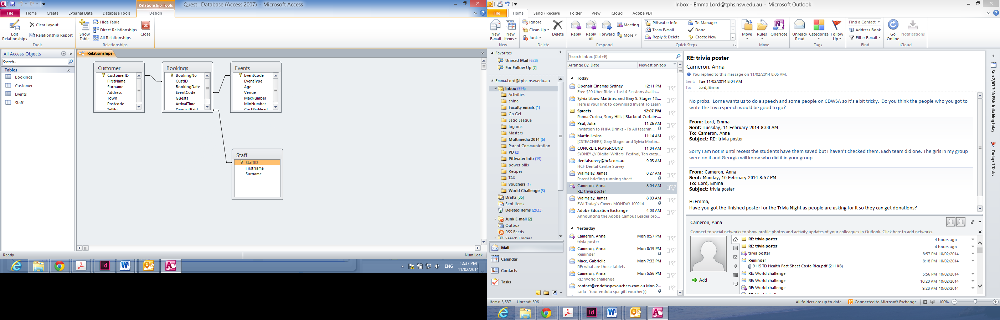 Quest : Database (Access 2007) - Microsoft Access
Relationship Tools
File Home Create External Data Database Tools Design
Edit Relationships
Clear Layout
Relationship Report
Tools
Show Table
Hide Table
Direct Relationships
All Relationships
Relationships
Close
All Access Objects
Search...
Tables
Bookings
Customer
Events
Staff
Relationships
Customer
CustomerID
FirstName
Surname
Address
Town
Postcode
TelNo
Bookings
BookingNo
CustID
BookingDate
EventCode
Guests
ArrivalTime
DepositPaid
Events
EventCode
EventType
Age
Venue
MaxNumber
MinNumber
CostPerHead
Staff
StaffID
FirstName
Surname
Ready
Num Lock
ENG
12:37 PM
11/02/2014
Inbox - Emma.Lord@tphs.nsw.edu.au - Microsoft Outlook
File Home Send / Receive Folder View iCloud Adobe PDF
New E-mail
New Items
New
Ignore
Clean Up
Junk
Delete
Delete
Reply
Reply All
Forward
Meeting
More
Respond
Pittwater Info
Team E-mail
Reply & Delete
To Manager
Done
Create New
Quick Steps
Move
Rules
OneNote
Move
Unread/ Read
Categorize
Follow Up
Tags
Find a Contact
Address Book
Filter E-mail
Find
Go Online
Notifications
iCloud
Favorites
Unread Mail (628)
For Follow Up [7]
Emma.Lord@tphs.nsw.edu.au
Inbox (596)
Activities
china
Faculty emails (1)
Go Get
Lego League
log ons
Masters
Multimedia 2014 (6)
Parent Communication
PD (2)
Pittwater Info (19)
power bills
Recipes
TAX
vouchers (1)
World Challenge (3)
Drafts [85]
Sent Items
Deleted Items (2933)
Junk E-mail [2]
Outbox
RSS Feeds
Search Folders
Mail
Calendar
Contacts
Tasks
Search Inbox (Ctrl+E)
Arrange By: Date Newest on top
Today
Openair Cinemas Sydney 12:11 PM
Free $20 Uber Ride + Last 4 Sessions Availa...
Sylvia Libow Martinez and Gary S. Stager 12:...
Here is your link to download Invent To Learn
Spreets 12:07 PM
Parma Cucina, Surry Hills | Blackout Curtains...
Paul, Julia 11:26 AM
Invitation to PHPA Drinks - To All teachin...
Martin Levins 11:14 AM
[CSTEACHERS] Gary Stager and Sylvia Martin...
CONCRETE PLAYGROUND 11:04 AM
SYDNEY /// Digital Writers' Festival, Ten crazy...
dentalsurvey@hcf.com.au 9:03 AM
HCF Dental Centre Survey
Walmsley, James 8:27 AM
Parent briefing running sheet
Cameron, Anna 8:04 AM
RE: trivia poster
Walmsley, James 8:03 AM
FW: Today's Covers MONDAY 100214
Adobe Education Exchange 4:03 AM
Announcing the Adobe Campus Leader pro...
Yesterday
Cameron, Anna Mon 8:57 PM
trivia poster
Cameron, Anna Mon 8:19 PM
Reminder
Mace, Gabrielle Mon 7:33 PM
RE: what are those tablets
Cameron, Anna Mon 5:56 PM
RE: World challenge
contact@endotaspavouchers.com.au Mon 2...
carla - Your endota spa gift voucher(s)
RE: trivia poster
Cameron, Anna
You replied to this message on 11/02/2014 8:06 AM.
Sent: Tue 11/02/2014 8:04 AM
To: Lord, Emma
No probs. Lorna wants us to do a speech and some people on CDWSA so it's a bit tricky. Do you think the people who you got to
write the trivia speech would be good to go?
From: Lord, Emma
Sent: Tuesday, 11 February 2014 8:00 AM
To: Cameron, Anna
Subject: RE: trivia poster
Sorry I am not in until recess the students have them saved but I haven't checked them. Each team did one. The girls in my group
were on it and Georgia will know who did it in your group
From: Cameron, Anna
Sent: Monday, 10 February 2014 8:57 PM
To: Lord, Emma
Subject: trivia poster
Hi Emma,
Have you got the finished poster for the Trivia Night as people are asking for it so they can get donations?
Cameron, Anna
Connect to social networks to show profile photos and activity updates of your colleagues in Outlook. Click here to add networks.
Add
RE: trivia poster 4 hours ago
RE: trivia poster 4 hours ago
trivia poster 8:57 PM 10/02/2014
Reminder 8:18 PM 10/02/2014
9115 TD Health Fact Sheet Costa Rica.pdf (211 KB)
RE: World challenge 5:56 PM 10/02/2014
RE: World challenge 10:20 AM 10/02/2014
RE: World challenge 9:28 AM 10/02/2014
Sun 2/03 3:00 PM: Julia king bday
Today: 7 Tasks
Items: 3,537 Unread: 596
All folders are up to date. Connected to Microsoft Exchange 100%